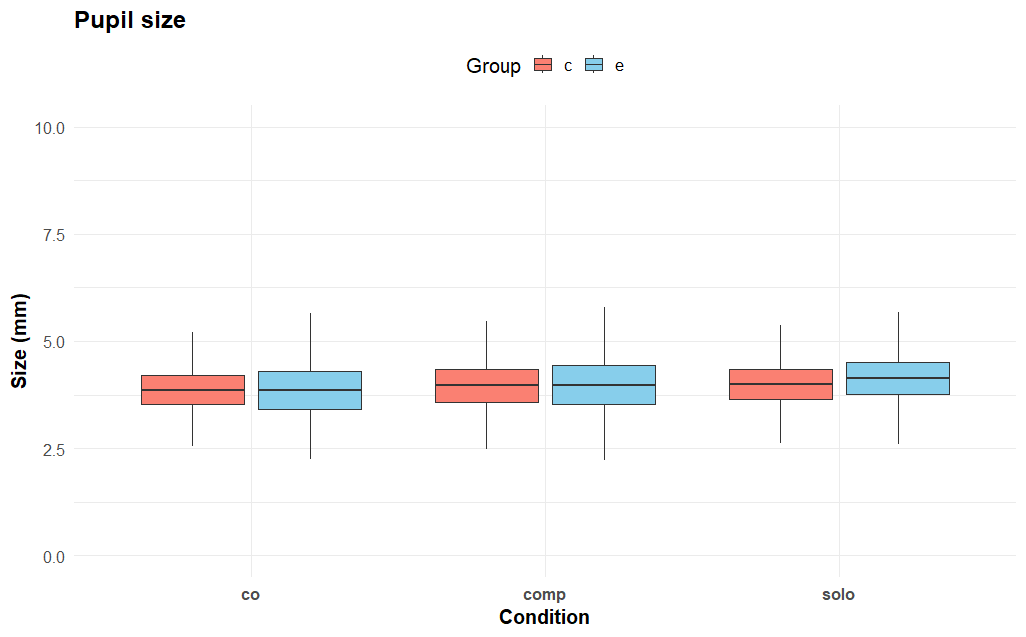 Pupil size
Group c e
10.0
7.5
5.0
2.5
0.0
Size (mm)
co comp solo
Condition